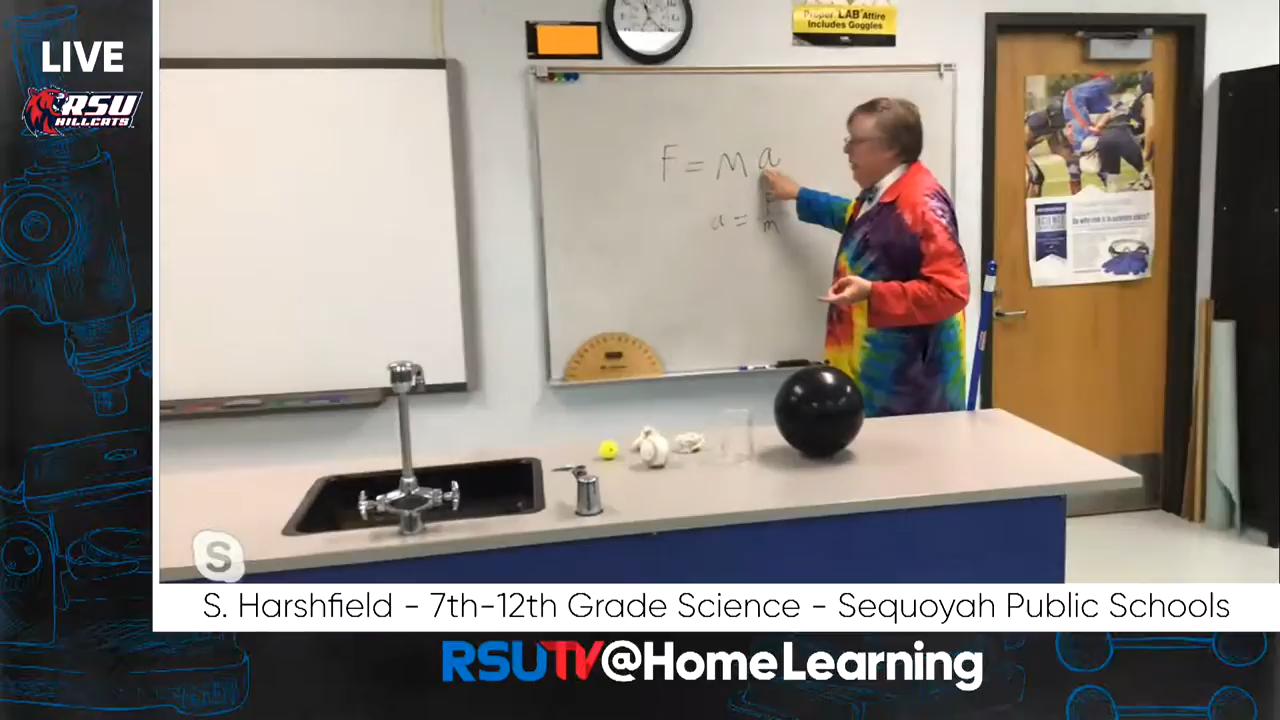 LIVE
RSU
HILLCATS
Proper LAB Attire
Includes Goggles
F = Ma
a = F
m
S
S. Harshfield - 7th-12th Grade Science - Sequoyah Public Schools
RSUTV@HomeLearning